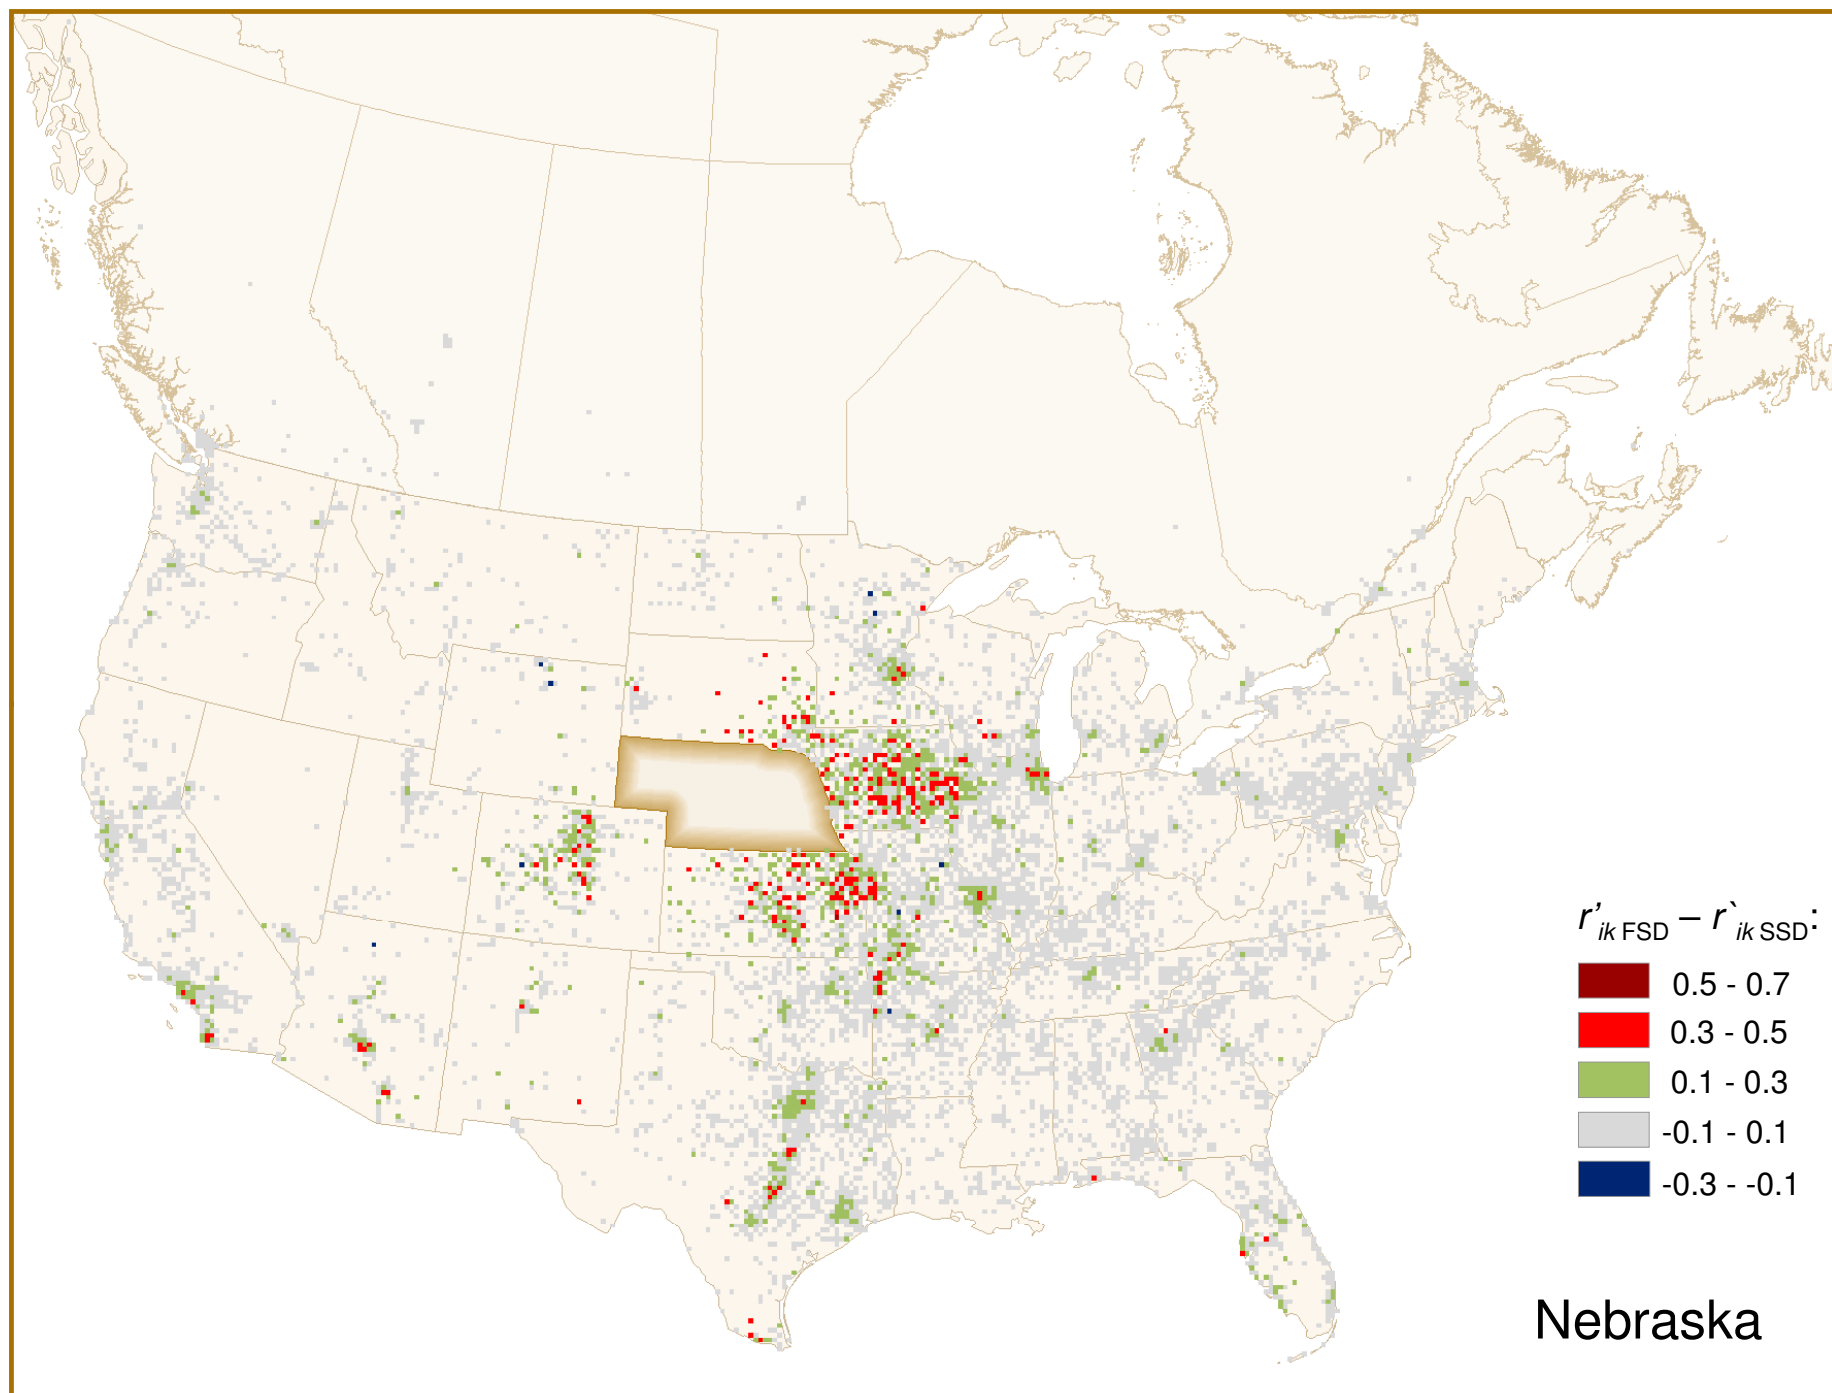 r’ik FSD – r`ik SSD:
0.5 - 0.7
0.3 - 0.5
0.1 - 0.3
-0.1 - 0.1
-0.3 - -0.1
Nebraska